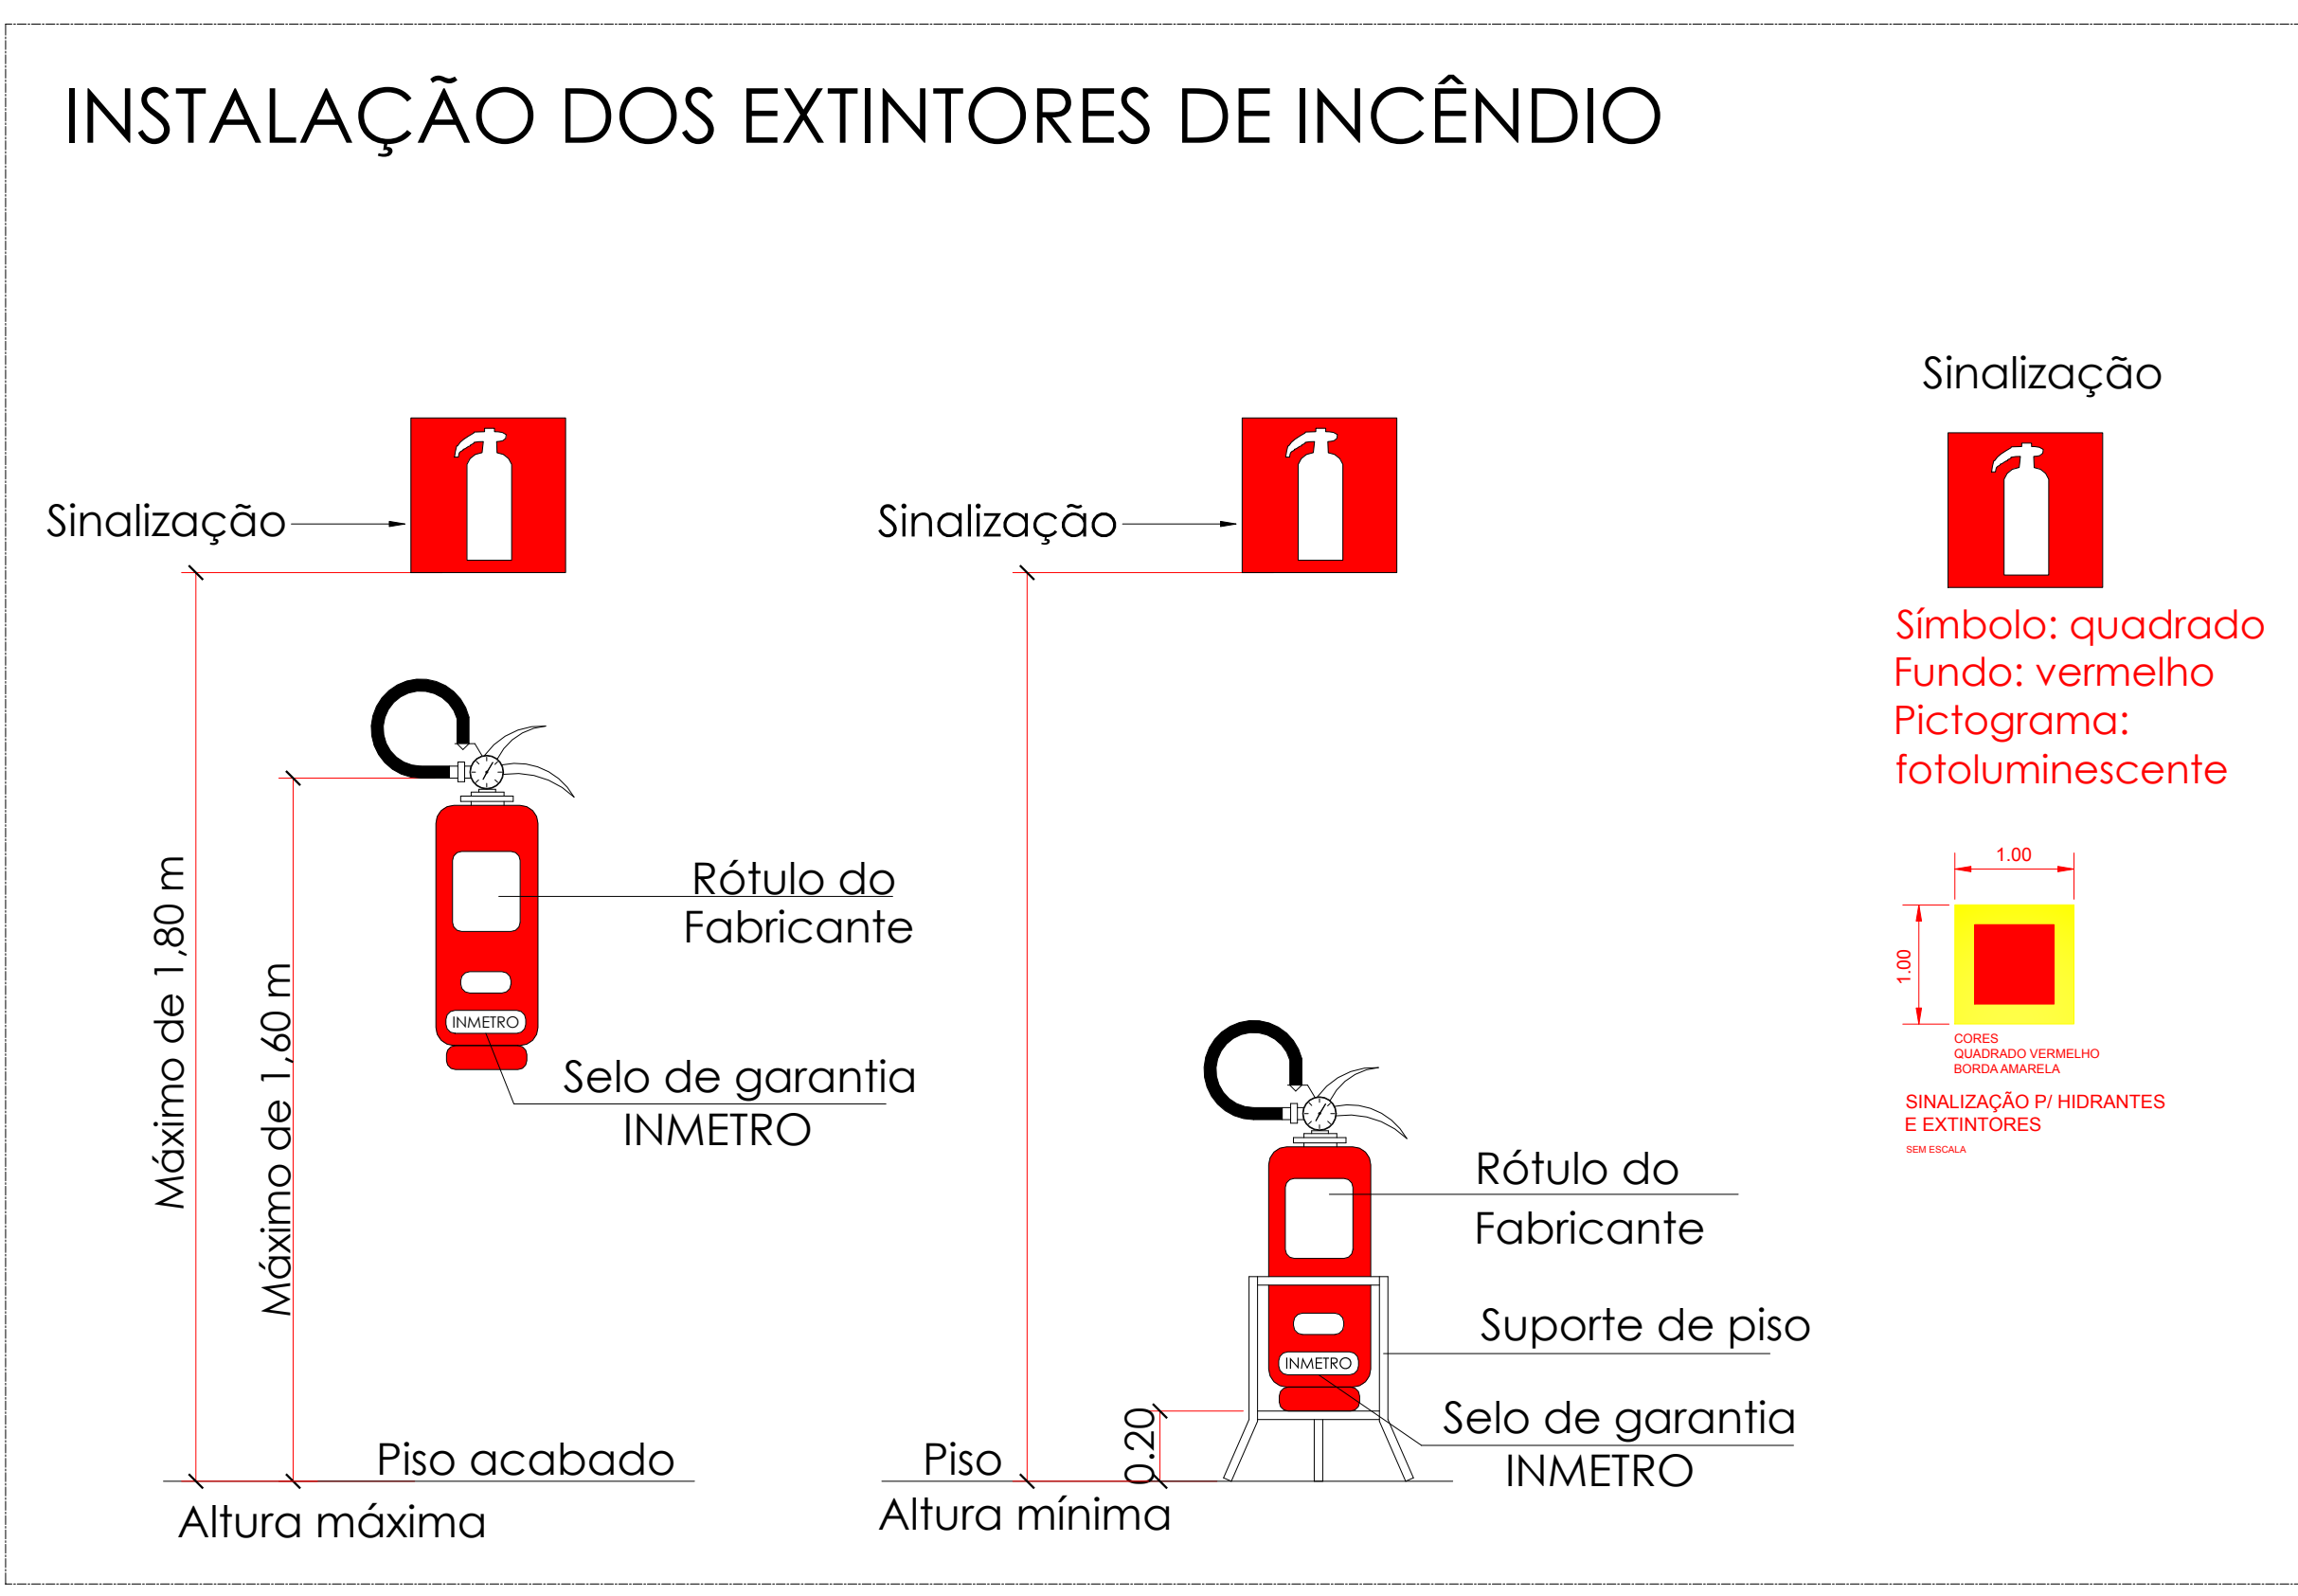 INSTALAÇÃO DOS EXTINTORES DE INCÊNDIO
Sinalização
Máximo de 1,80 m
Máximo de 1,60 m
Rótulo do
Fabricante
INMETRO
Selo de garantia
INMETRO
Piso acabado
Altura máxima
Sinalização
Rótulo do
Fabricante
Suporte de piso
INMETRO
Selo de garantia
INMETRO
0.20
Piso
Altura mínima
Sinalização
Símbolo: quadrado
Fundo: vermelho
Pictograma:
fotoluminescente
1.00
1.00
CORES
QUADRADO VERMELHO
BORDA AMARELA
SINALIZAÇÃO P/ HIDRANTES
E EXTINTORES
SEM ESCALA